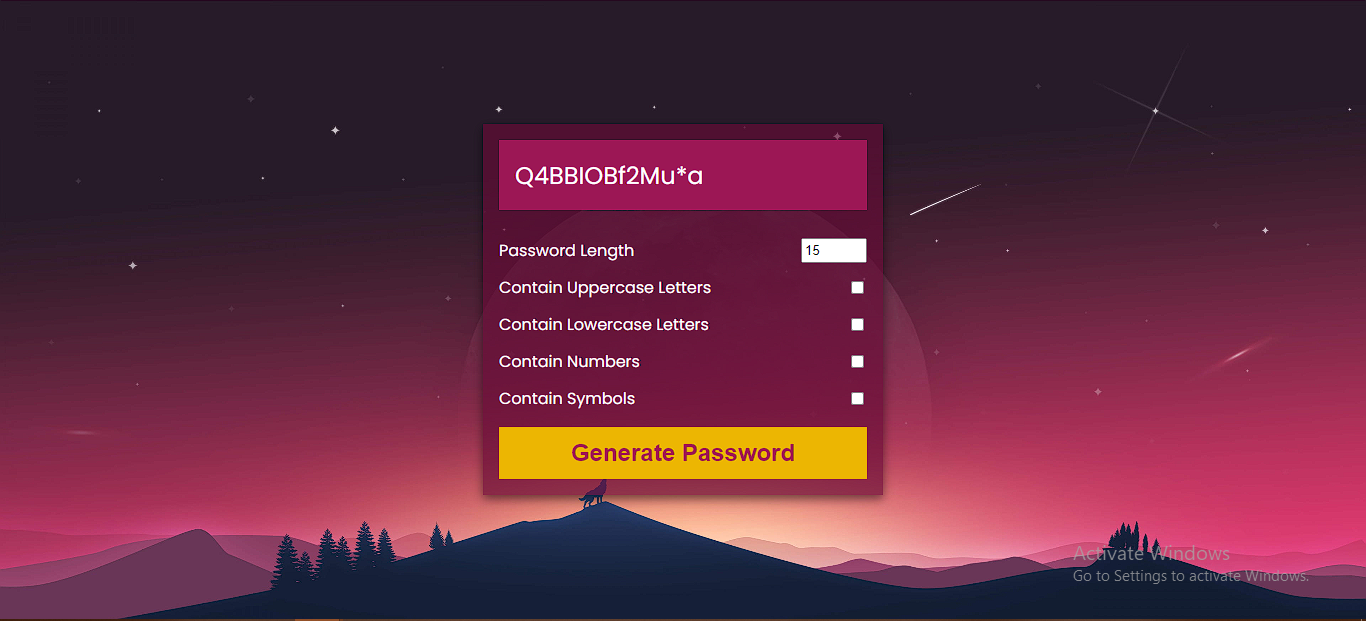 Q4BBIOBf2Mu*a
Password Length
15
Contain Uppercase Letters
Contain Lowercase Letters
Contain Numbers
Contain Symbols
Generate Password
Activate Windows
Go to Settings to activate Windows.